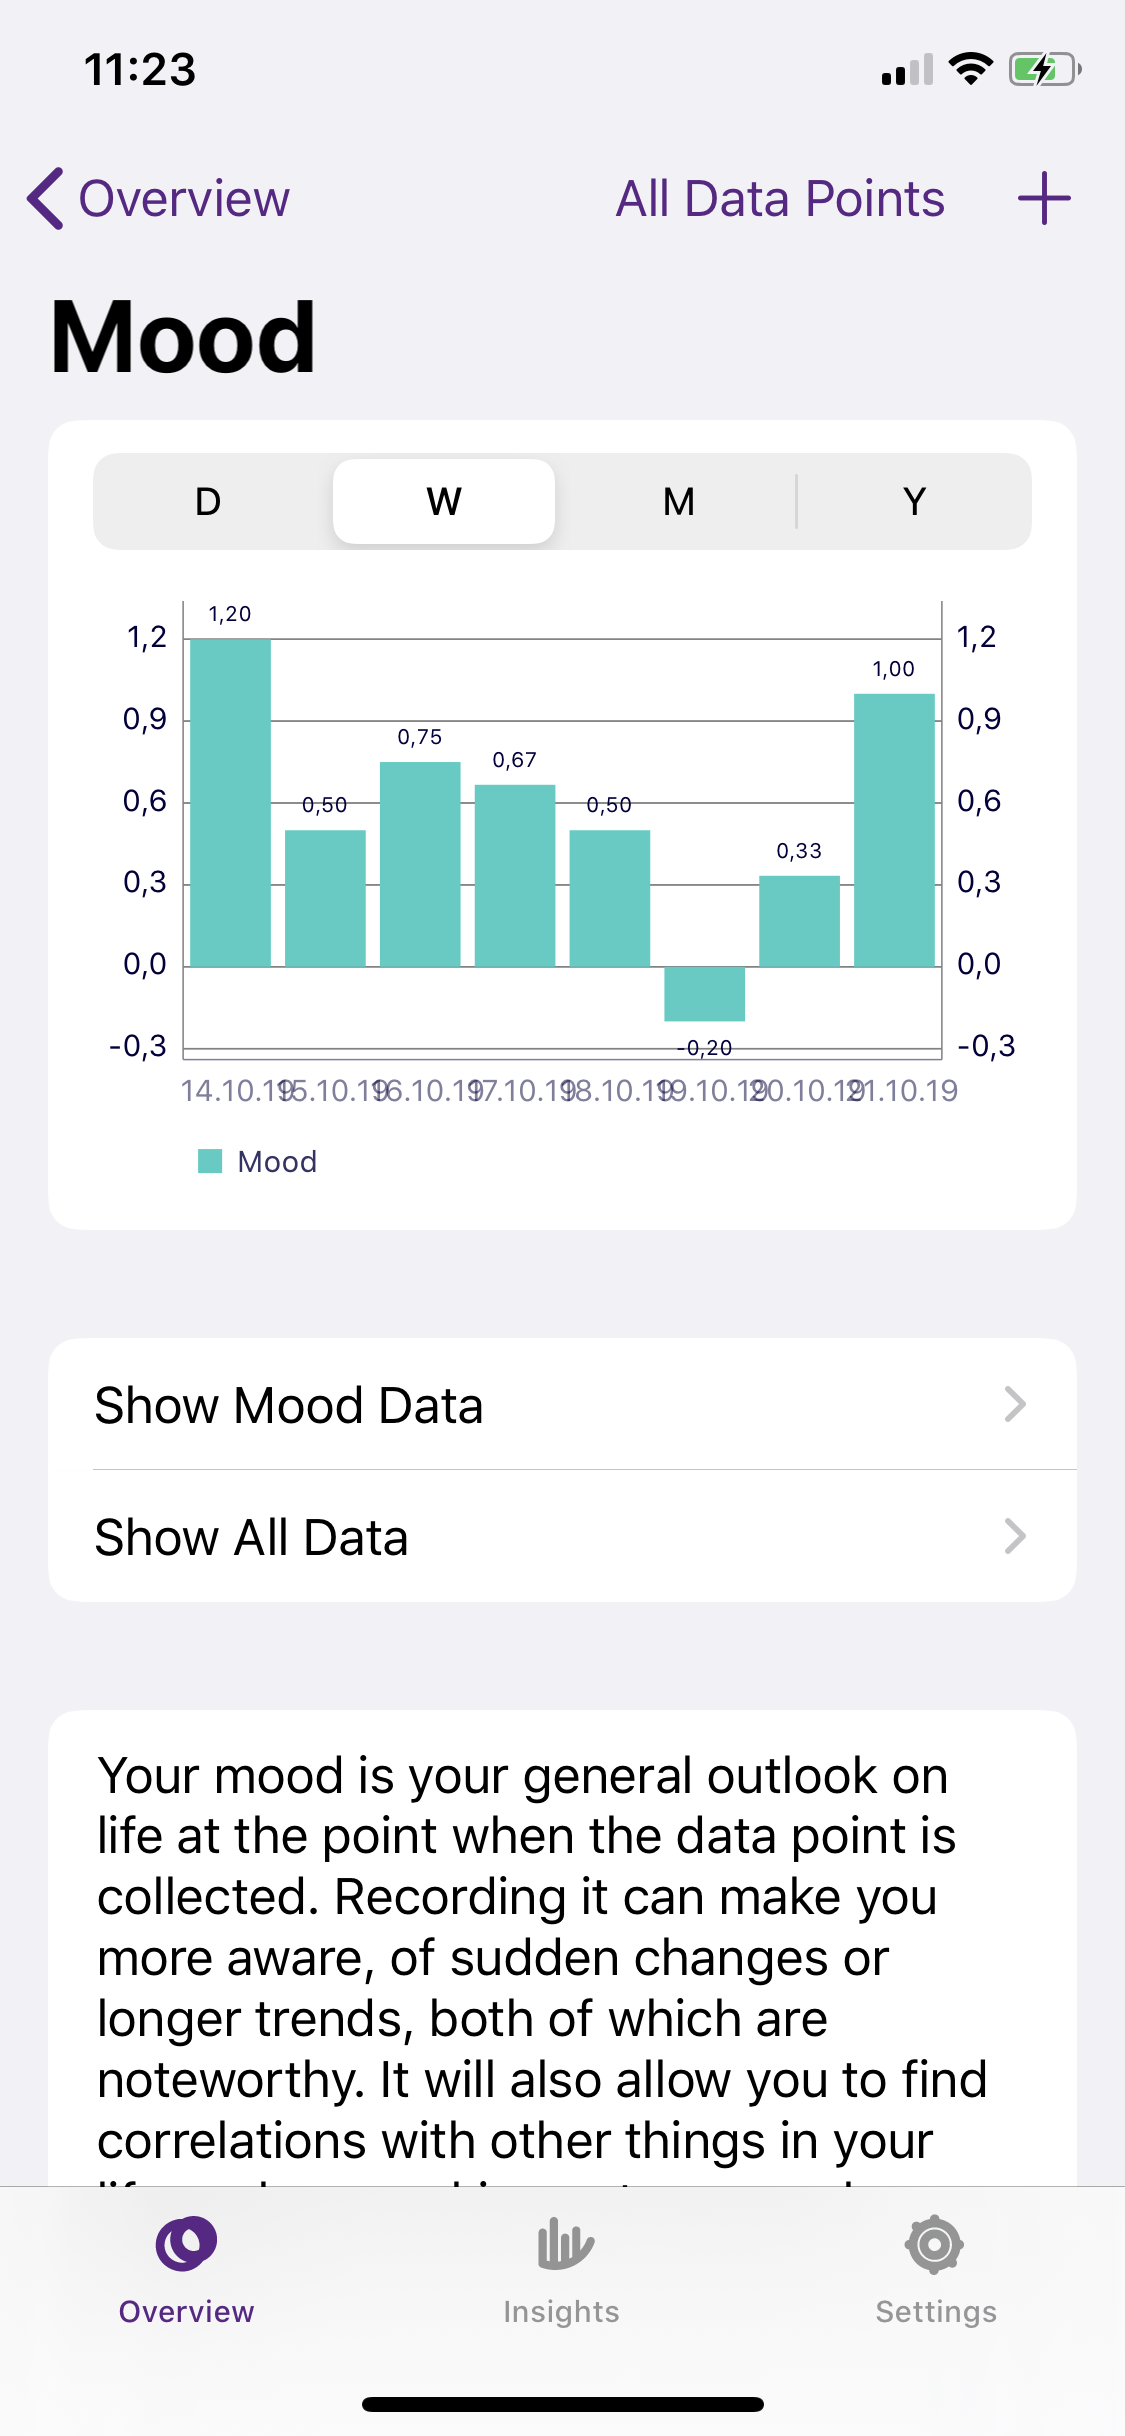 11:23
Overview All Data Points
Mood
D W M Y
1,20
1,2 1,2
1,00
0,9 0,9
0,75
0,67
0,6 0,50 0,50 0,6
0,33
0,3 0,3
0,0 0,0
-0,3 -0,20 -0,3
14.10.19 15.10.19 16.10.19 17.10.19 18.10.19 19.10.19 20.10.19 21.10.19
Mood
Show Mood Data
Show All Data
Your mood is your general outlook on
life at the point when the data point is
collected. Recording it can make you
more aware, of sudden changes or
longer trends, both of which are
noteworthy. It will also allow you to find
correlations with other things in your
Overview Insights Settings